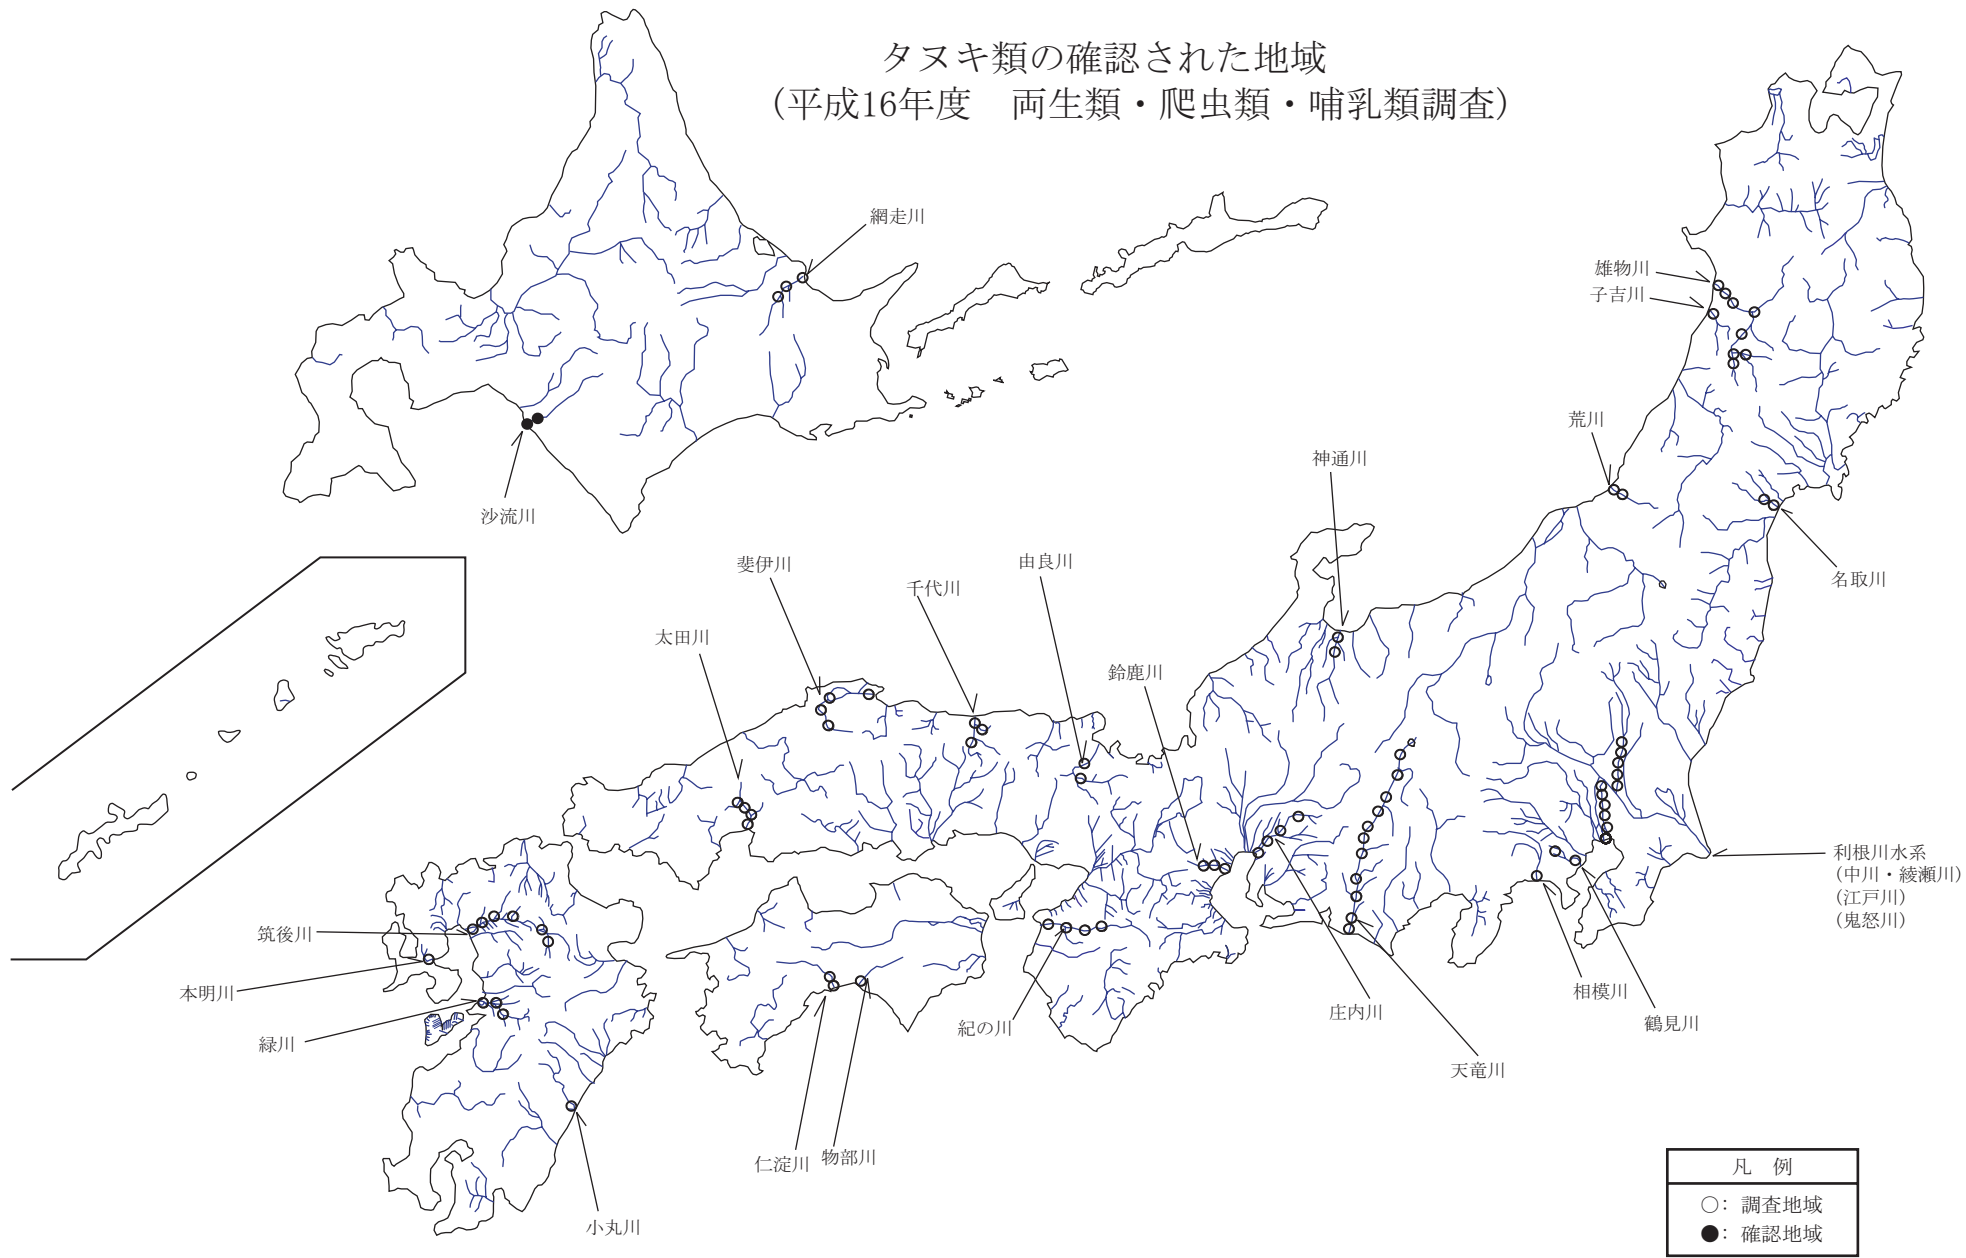 タヌキ類の確認された地域
(平成16年度　両生類・爬虫類・哺乳類調査)
網走川
雄物川
子吉川
荒川
神通川
沙流川
斐伊川
由良川
千代川
名取川
太田川
鈴鹿川
利根川水系
(中川・綾瀬川)
(江戸川)
(鬼怒川)
筑後川
本明川
相模川
庄内川
鶴見川
紀の川
緑川
天竜川
仁淀川
物部川
小丸川
凡　例
○: 調査地域
●: 確認地域